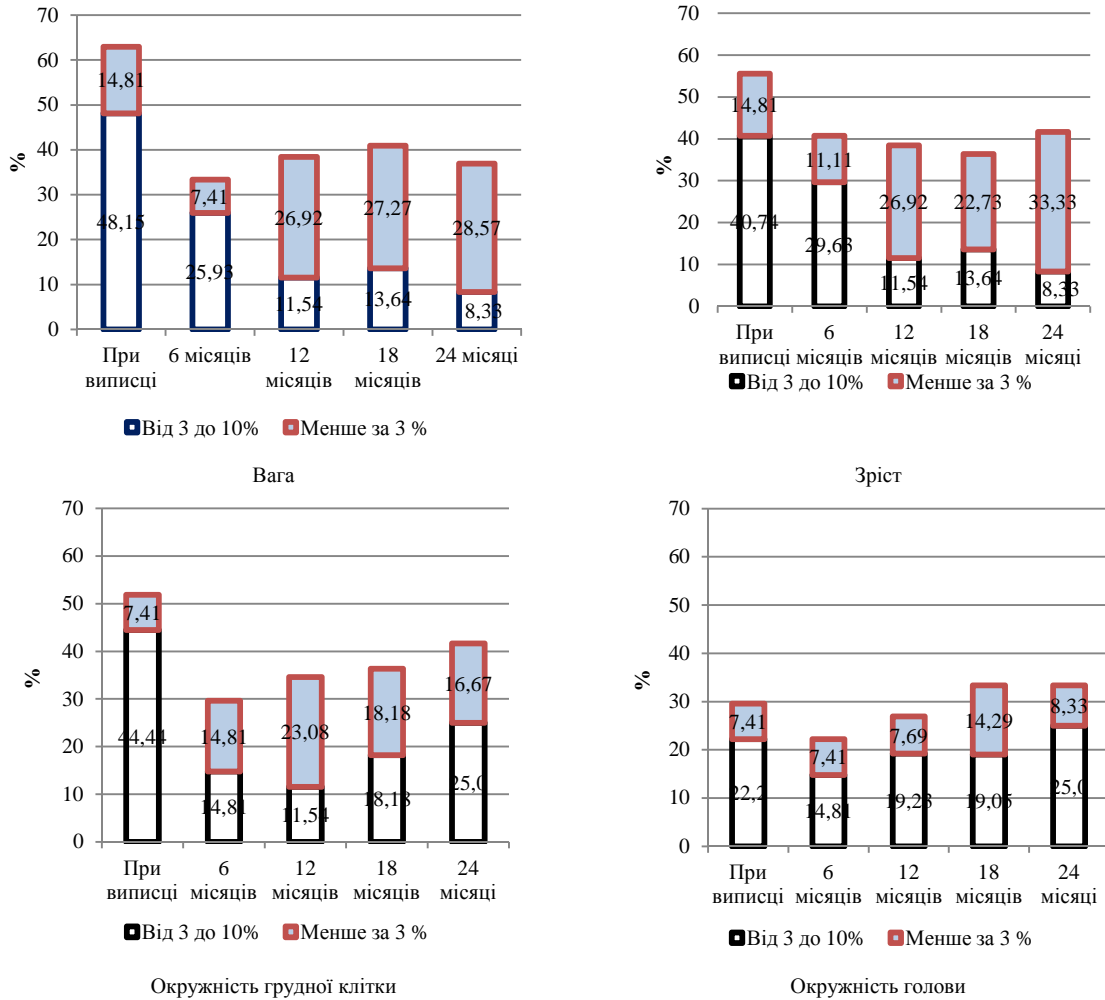 70
60
50
40
30
20
10
0
%
14,81
48,15
7,41
25,93
26,92
11,54
27,27
13,64
28,57
8,33
При виписці
6 місяців
12 місяців
18 місяців
24 місяці
Від 3 до 10% Менше за 3 %
Вага
70
60
50
40
30
20
10
0
%
14,81
40,74
11,11
29,63
26,92
11,54
22,73
13,64
33,33
8,33
При виписці
6 місяців
12 місяців
18 місяців
24 місяці
Від 3 до 10% Менше за 3 %
Зріст
70
60
50
40
30
20
10
0
%
7,41
44,44
14,81
14,81
23,08
11,54
18,18
18,18
16,67
25,0
При виписці
6 місяців
12 місяців
18 місяців
24 місяці
Від 3 до 10% Менше за 3 %
Окружність грудної клітки
70
60
50
40
30
20
10
0
%
7,41
22,2
7,41
14,81
7,69
19,23
14,29
19,05
8,33
25,0
При виписці
6 місяців
12 місяців
18 місяців
24 місяці
Від 3 до 10% Менше за 3 %
Окружність голови